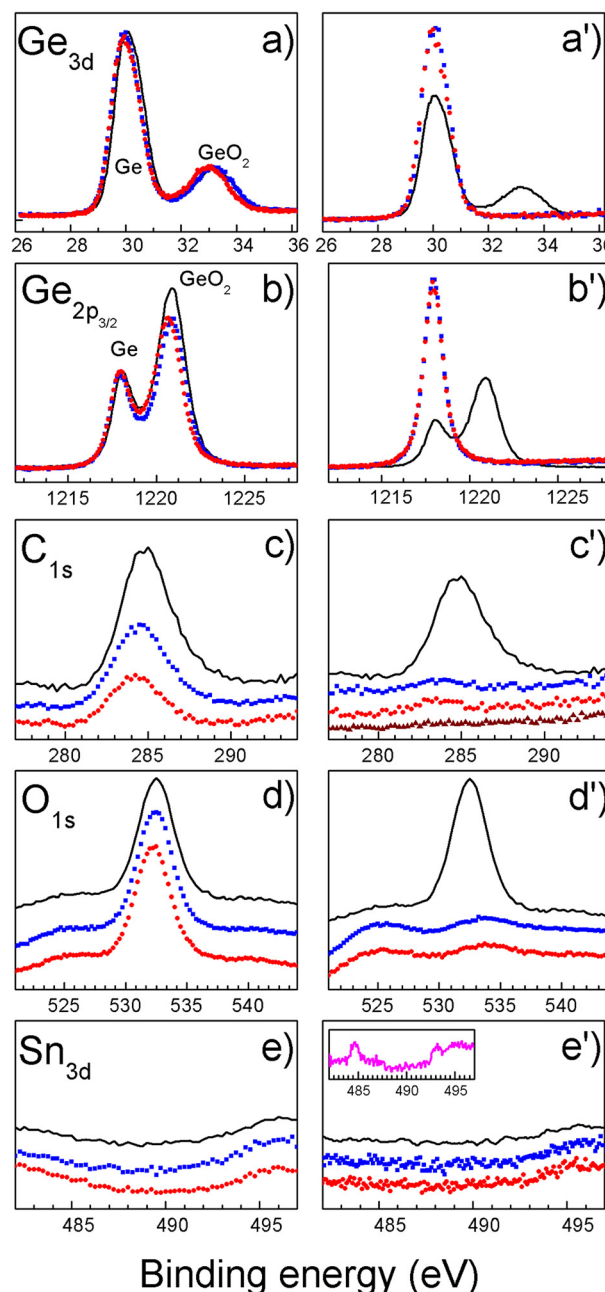 Ge3d a) Ge GeO2
26 28 30 32 34 36
a')
26 28 30 32 34 36
Ge2p3/2 b) Ge GeO2
1215 1220 1225
b')
1215 1220 1225
C1s c)
280 285 290
c')
280 285 290
O1s d)
525 530 535 540
d')
525 530 535 540
Sn3d e)
485 490 495
e')
485 490 495
485 490 495
Binding energy (eV)